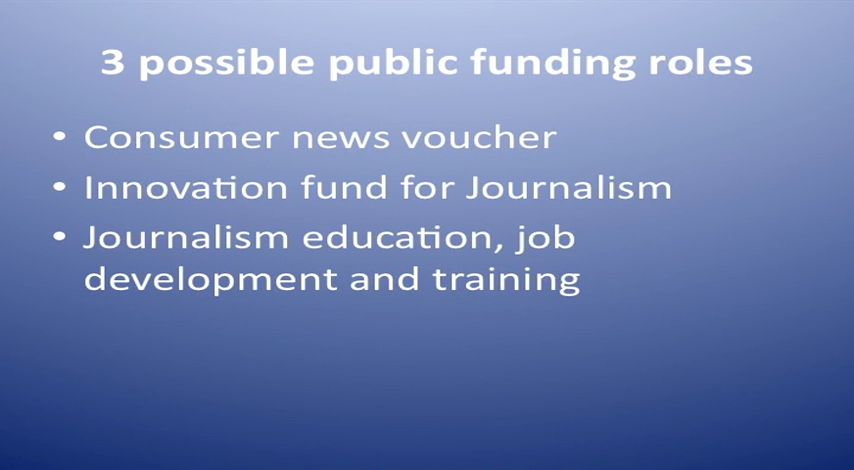 3 possible public funding roles
• Consumer news voucher
• Innovation fund for Journalism
• Journalism education, job
development and training